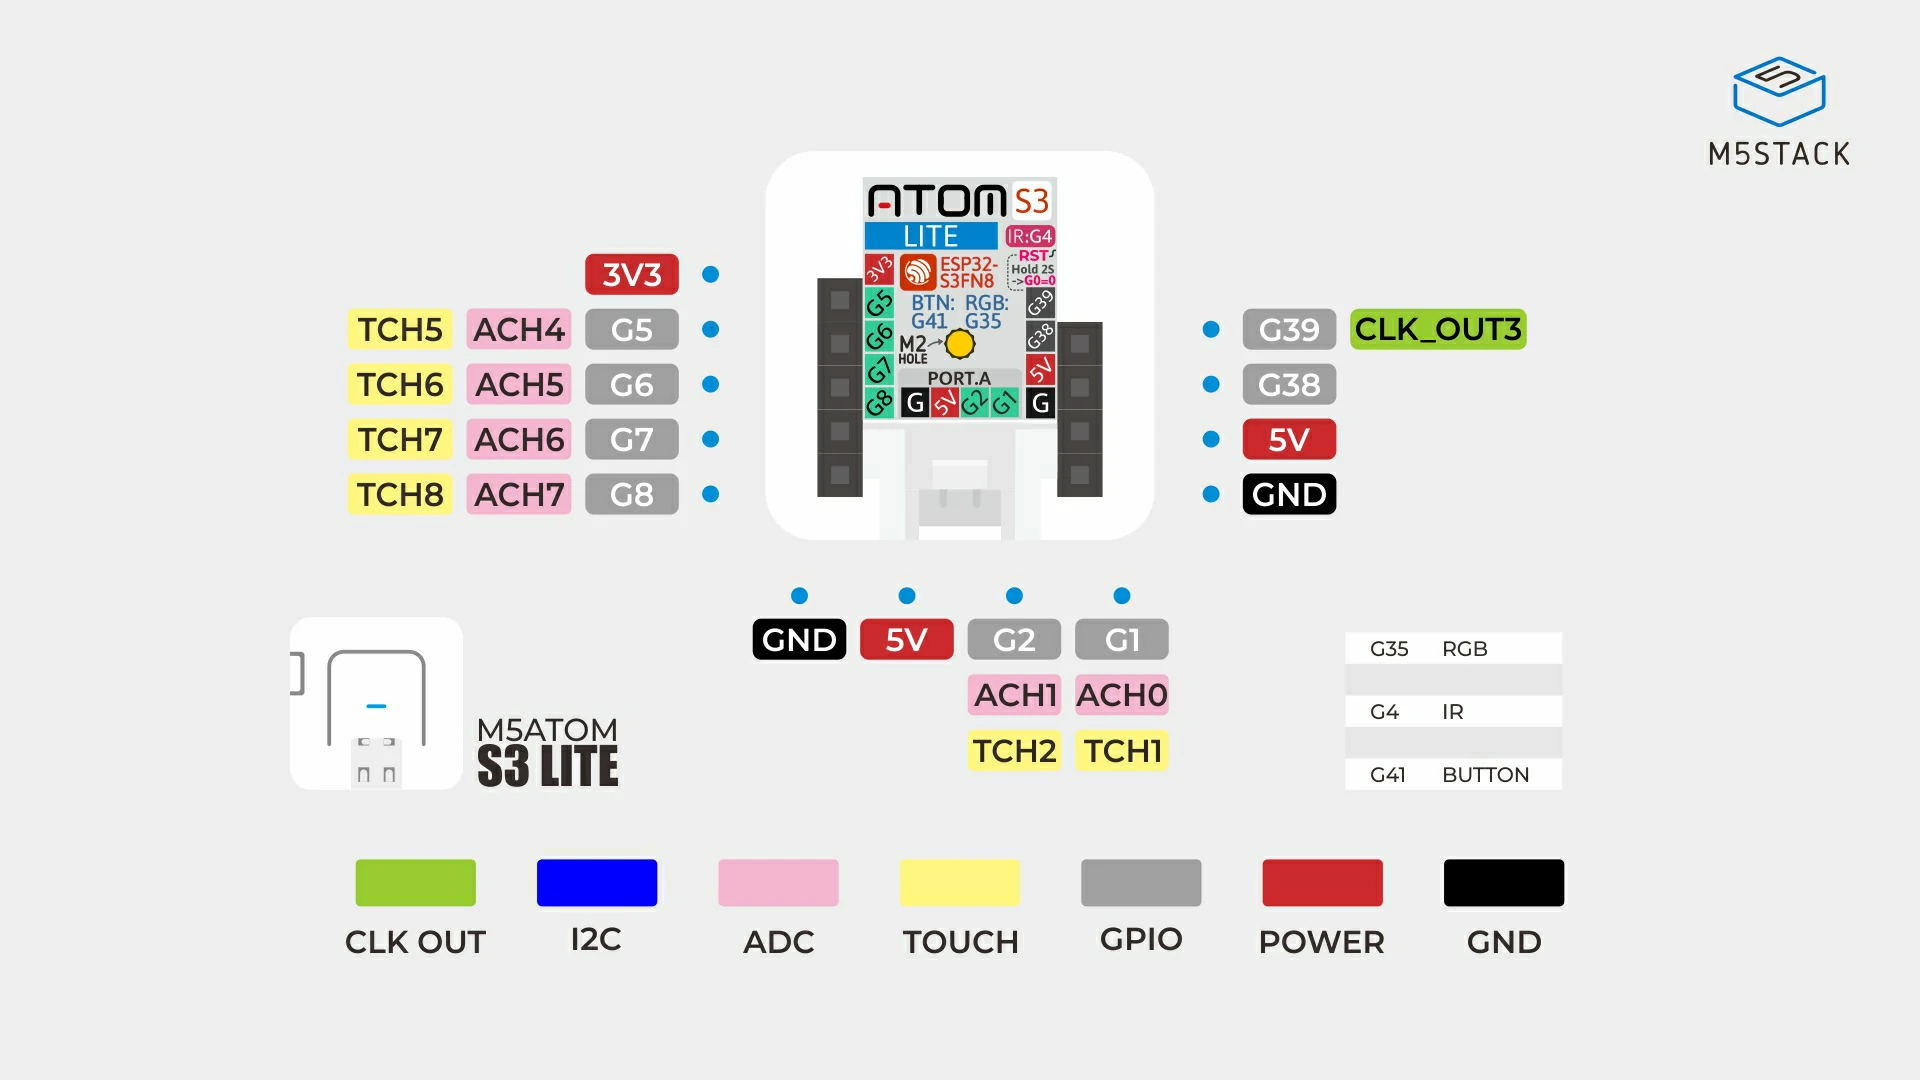 M5STACK
ATOM S3
LITE IR:G4
3V3 ESP32-S3FN8 RST
Hold 2S
->G0=0
G5 BTN: RGB: G39
G41 G35
G6 M2 HOLE G38
G7 PORT.A 5V
G8 G 5V G2 G1 G
3V3
TCH5 ACH4 G5
TCH6 ACH5 G6
TCH7 ACH6 G7
TCH8 ACH7 G8
G39 CLK_OUT3
G38
5V
GND
GND 5V G2 G1
ACH1 ACH0
TCH2 TCH1
M5ATOM
S3 LITE
G35 RGB
G4 IR
G41 BUTTON
CLK OUT I2C ADC TOUCH GPIO POWER GND